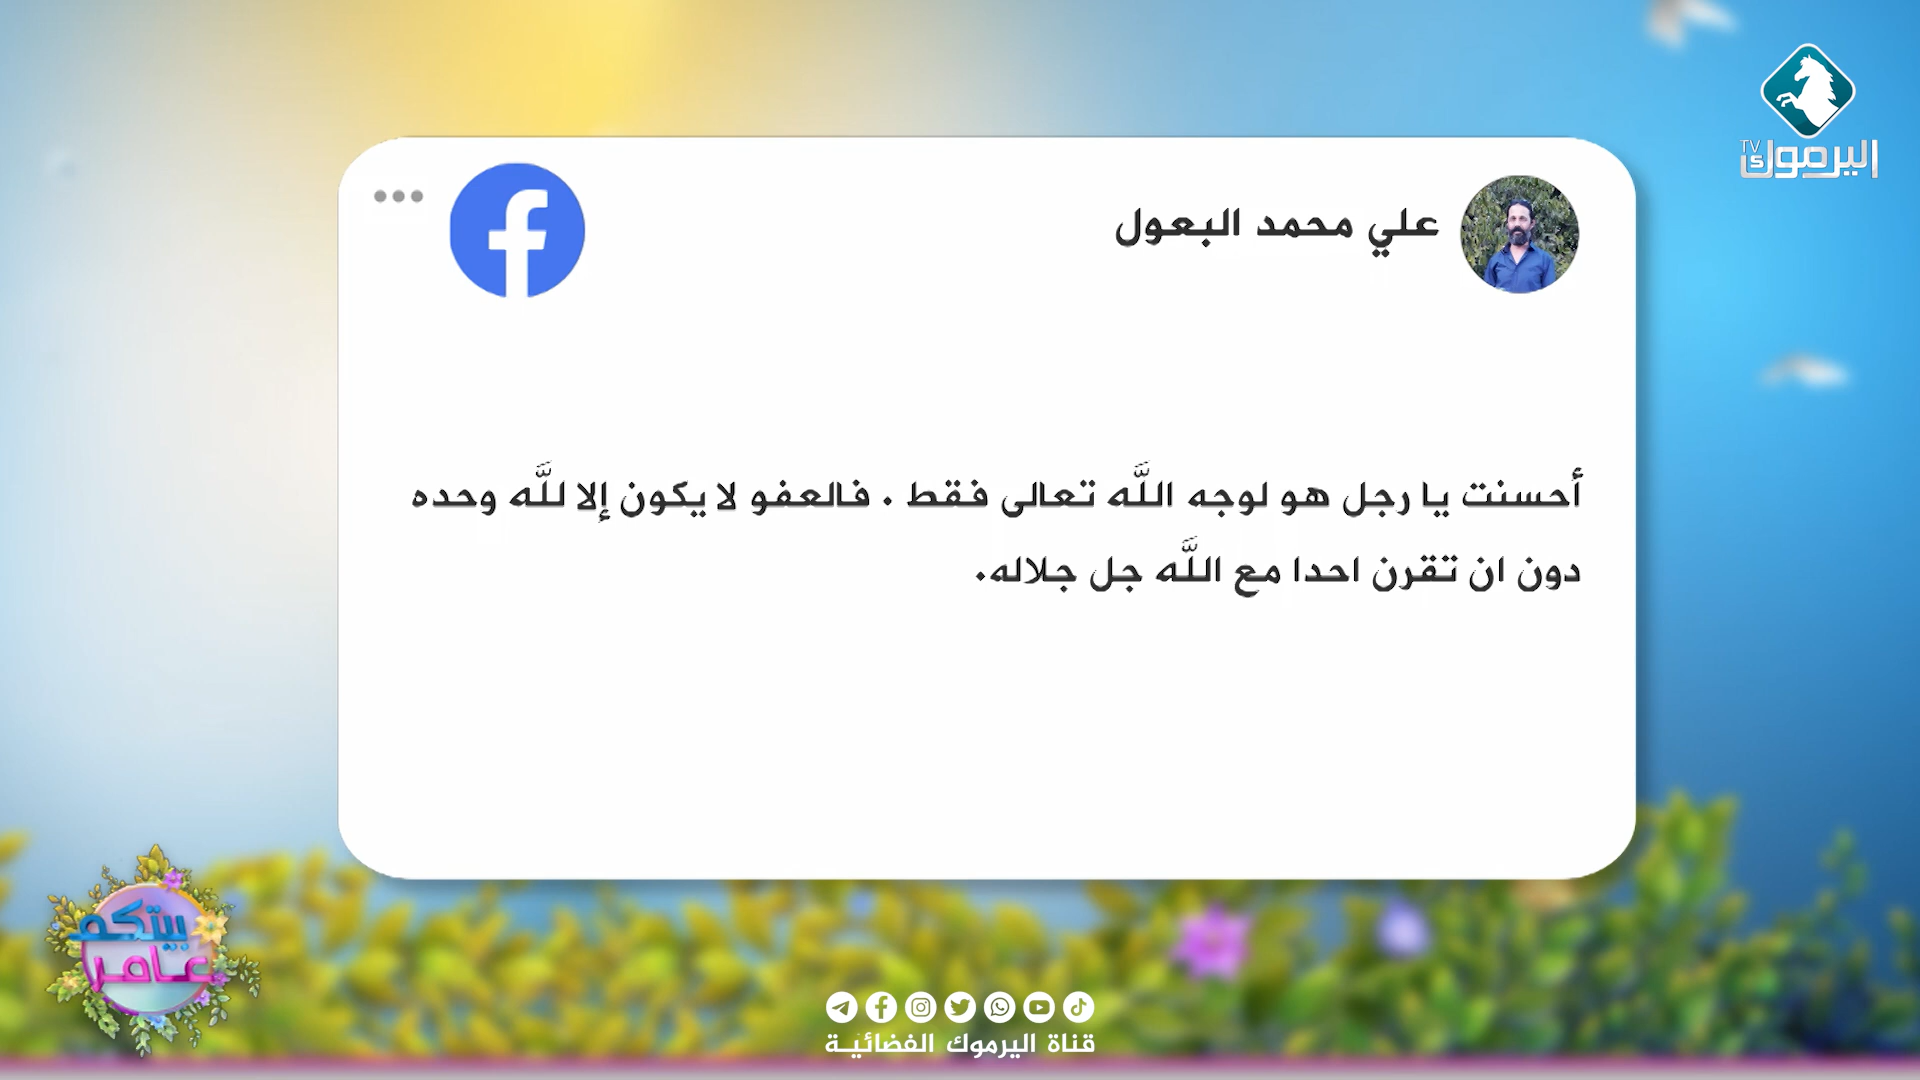 اليرموك
TV
علي محمد البعول
أحسنت يا رجل هو لوجه اللَّه تعالى فقط . فالعفو لا يكون إلا للَّه وحده
دون ان تقرن احدا مع اللَّه جل جلاله.
بيتكم
عامر
قناة اليرموك الفضائيـة